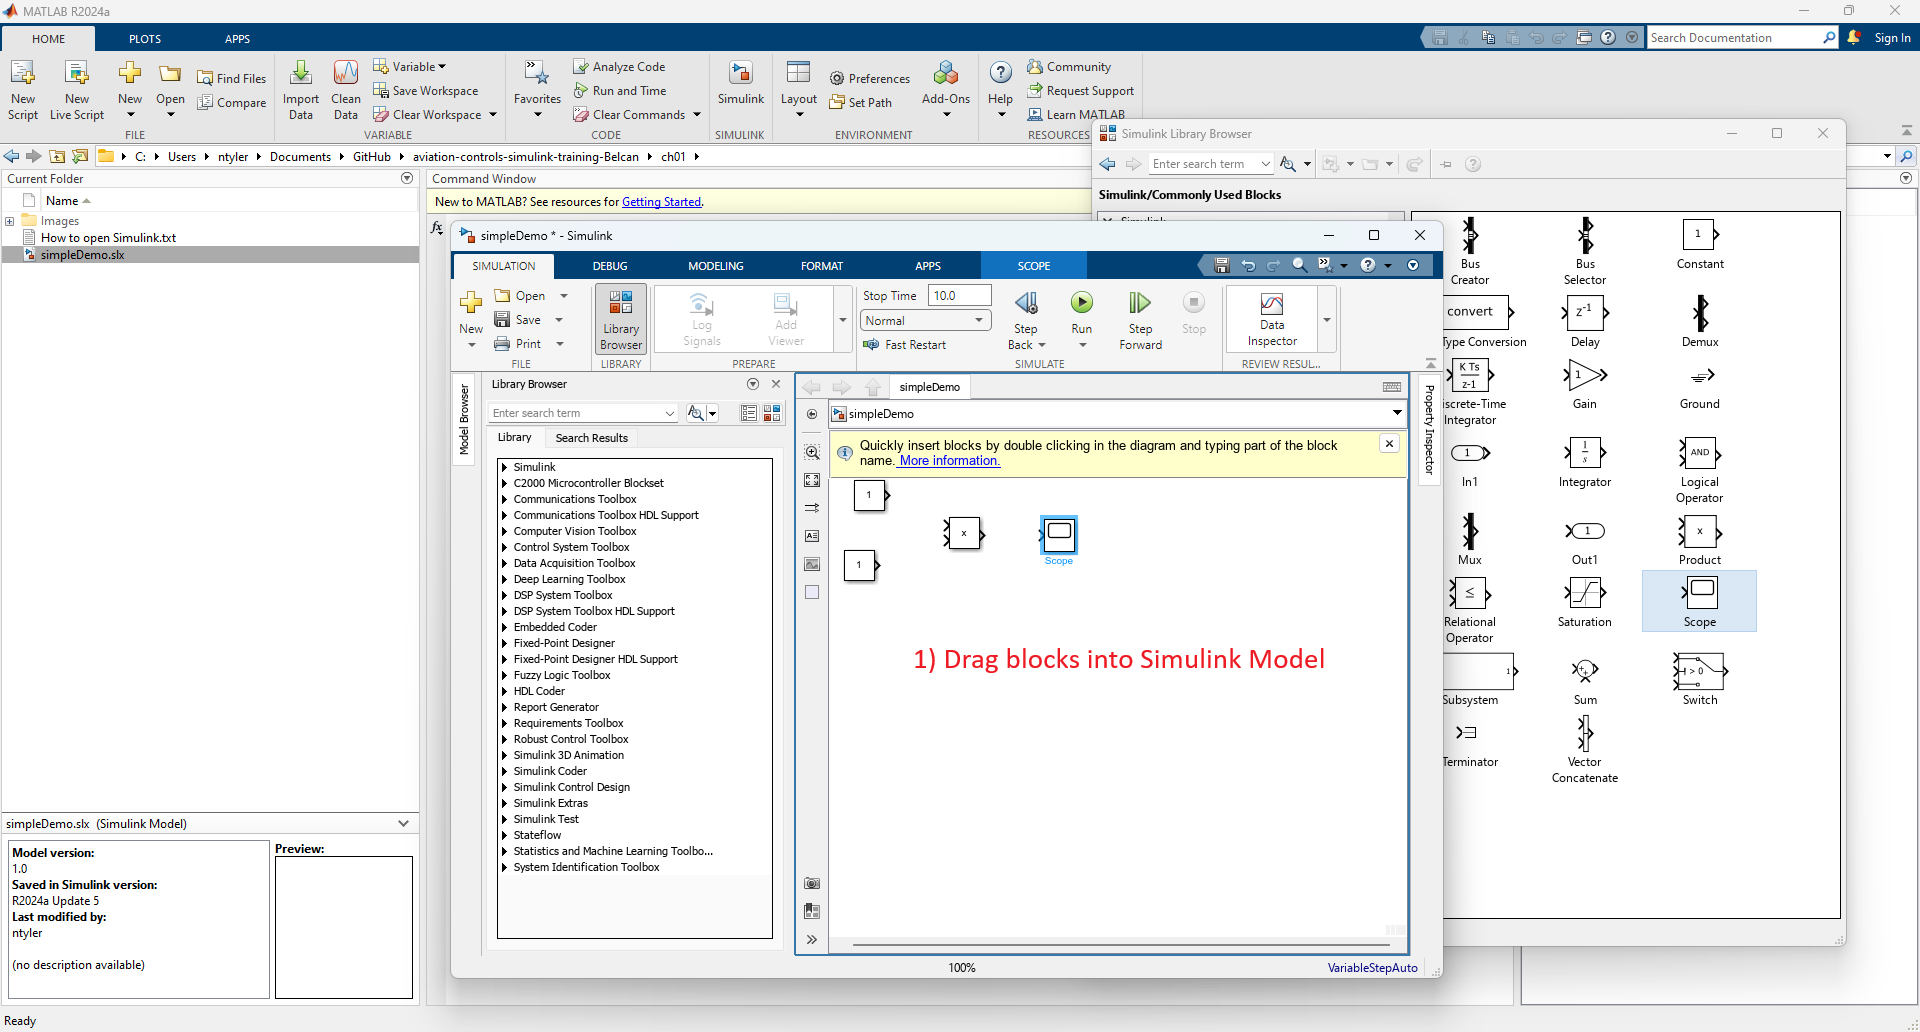 MATLAB R2024a
HOME
PLOTS
APPS
Search Documentation
Sign In
New Script
New Live Script
New
Open
Find Files
Compare
FILE
Import Data
Clean Data
Variable
Save Workspace
Clear Workspace
VARIABLE
Favorites
Analyze Code
Run and Time
Clear Commands
CODE
Simulink
SIMULINK
Layout
Preferences
Set Path
Add-Ons
ENVIRONMENT
Help
Community
Request Support
Learn MATLAB
RESOURCES
C: Users ntyler Documents GitHub aviation-controls-simulink-training-Belcan ch01
Current Folder
Name
Images
How to open Simulink.txt
simpleDemo.slx
simpleDemo.slx (Simulink Model)
Model version:
1.0
Saved in Simulink version:
R2024a Update 5
Last modified by:
ntyler
(no description available)
Preview:
Ready
Command Window
New to MATLAB? See resources for Getting Started.
fx
simpleDemo * - Simulink
SIMULATION
DEBUG
MODELING
FORMAT
APPS
SCOPE
New
Open
Save
Print
FILE
Library Browser
LIBRARY
Log Signals
Add Viewer
PREPARE
Stop Time 10.0
Normal
Fast Restart
Step Back
Run
Step Forward
Stop
SIMULATE
Data Inspector
REVIEW RESUL...
Model Browser
Library Browser
Enter search term
Library
Search Results
Simulink
C2000 Microcontroller Blockset
Communications Toolbox
Communications Toolbox HDL Support
Computer Vision Toolbox
Control System Toolbox
Data Acquisition Toolbox
Deep Learning Toolbox
DSP System Toolbox
DSP System Toolbox HDL Support
Embedded Coder
Fixed-Point Designer
Fixed-Point Designer HDL Support
Fuzzy Logic Toolbox
HDL Coder
Report Generator
Requirements Toolbox
Robust Control Toolbox
Simulink 3D Animation
Simulink Coder
Simulink Control Design
Simulink Extras
Simulink Test
Stateflow
Statistics and Machine Learning Toolbo...
System Identification Toolbox
simpleDemo
simpleDemo
Quickly insert blocks by double clicking in the diagram and typing part of the block
name. More information.
1
x
1
Scope
1) Drag blocks into Simulink Model
Property Inspector
100%
VariableStepAuto
Simulink Library Browser
Enter search term
Simulink/Commonly Used Blocks
Simulink
Bus Creator
Bus Selector
1
Constant
convert
Type Conversion
z-1
Delay
Demux
K Ts
z-1
iscrete-Time Integrator
1
Gain
Ground
1
In1
1
s
Integrator
AND
Logical Operator
Mux
1
Out1
x
Product
≤
Relational Operator
Saturation
Scope
1
Subsystem
Sum
> 0
Switch
Terminator
Vector Concatenate